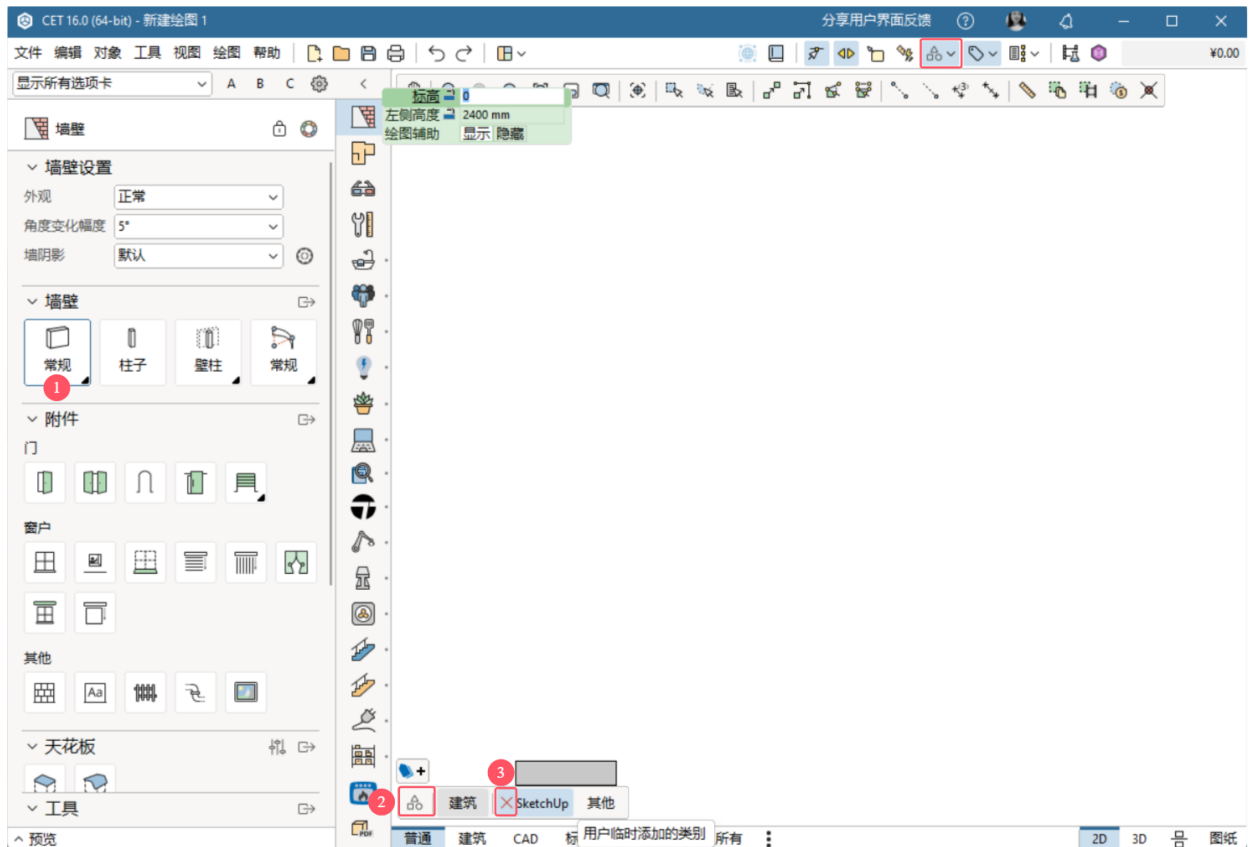 CET 16.0 (64-bit) - 新建绘图 1
分享用户界面反馈
文件 编辑 对象 工具 视图 绘图 帮助
¥0.00
显示所有选项卡
A B C
标高 0
左侧高度 2400 mm
绘图辅助 显示 隐藏
墙壁
墙壁设置
外观 正常
角度变化幅度 5°
墙阴影 默认
墙壁
常规 柱子 壁柱 常规
1
附件
门
窗户
其他
Aa
天花板
工具
预览
PDF
3
2
建筑 SketchUp 其他
用户临时添加的类别
普通 建筑 CAD 标 所有
2D 3D 图纸